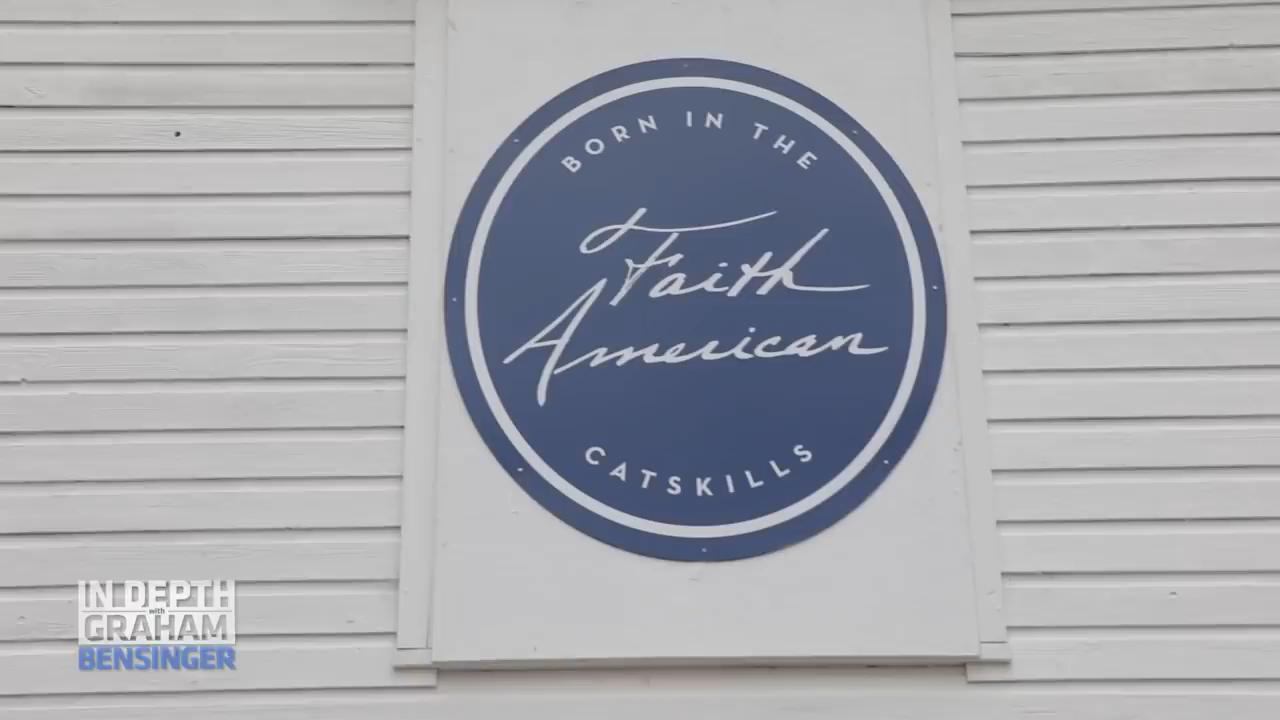 BORN IN THE
Faith
American
CATSKILLS
IN DEPTH
with
GRAHAM
BENSINGER